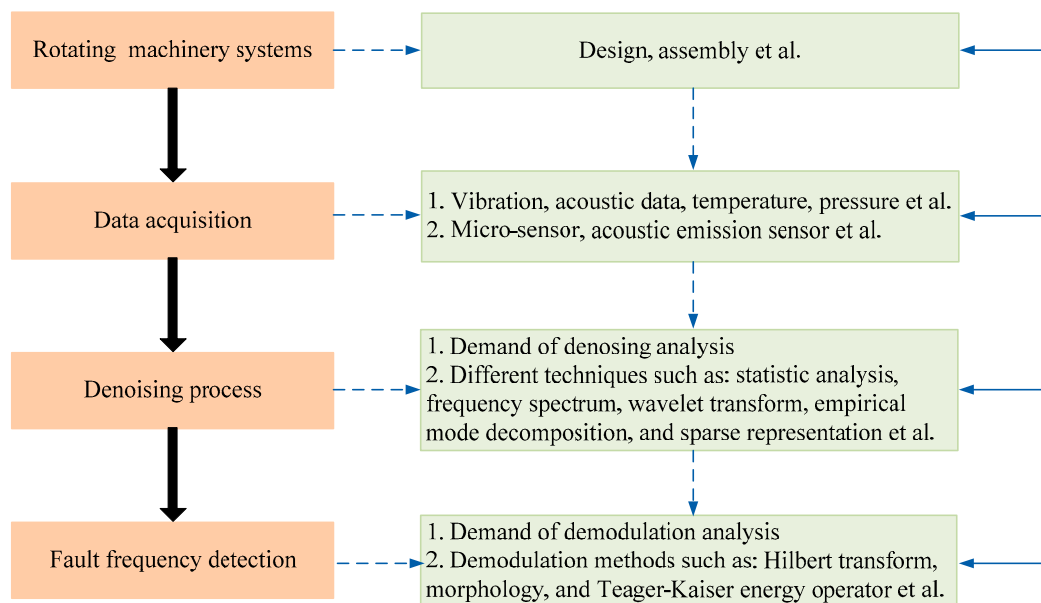 Rotating machinery systems
Design, assembly et al.
Data acquisition
1. Vibration, acoustic data, temperature, pressure et al.
2. Micro-sensor, acoustic emission sensor et al.
Denoising process
1. Demand of denosing analysis
2. Different techniques such as: statistic analysis,
frequency spectrum, wavelet transform, empirical
mode decomposition, and sparse representation et al.
Fault frequency detection
1. Demand of demodulation analysis
2. Demodulation methods such as: Hilbert transform,
morphology, and Teager-Kaiser energy operator et al.